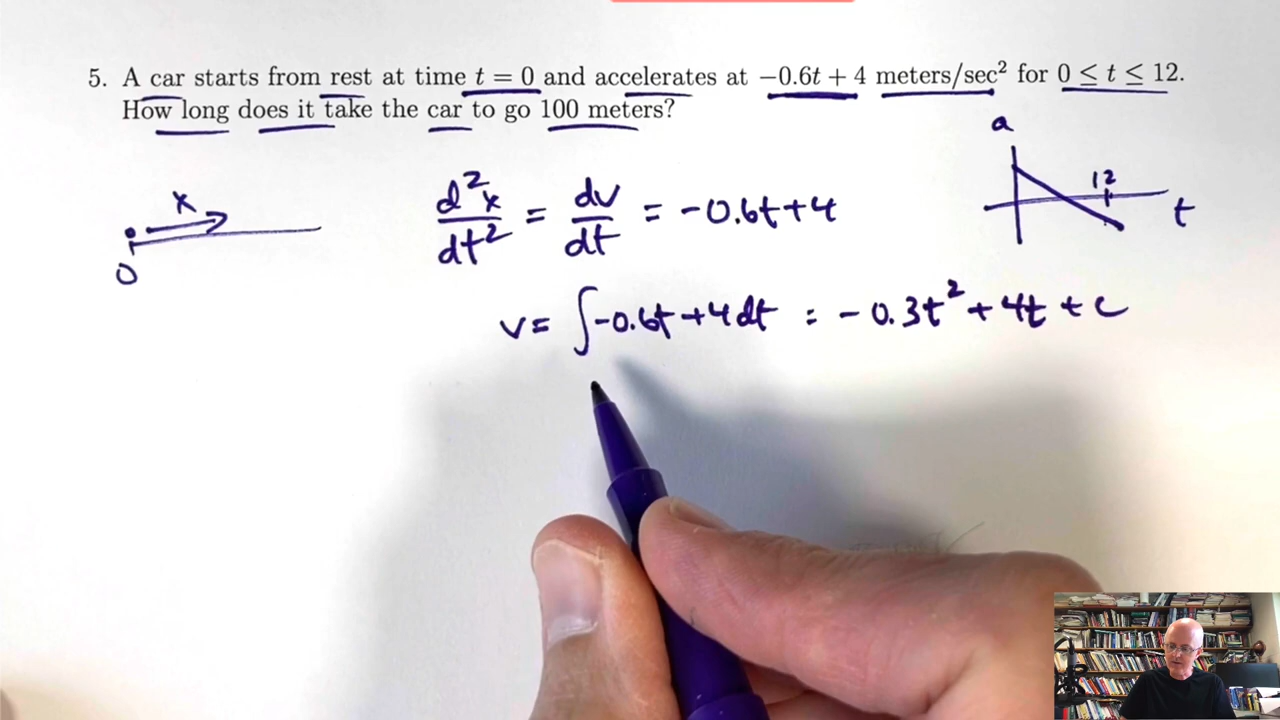 5. A car starts from rest at time t = 0 and accelerates at −0.6t + 4 meters/sec² for 0 ≤ t ≤ 12.
How long does it take the car to go 100 meters?
a
12
t
x
0
d²x/dt² = dv/dt = -0.6t+4
v= ∫-0.6t+4dt = -0.3t²+4t+c